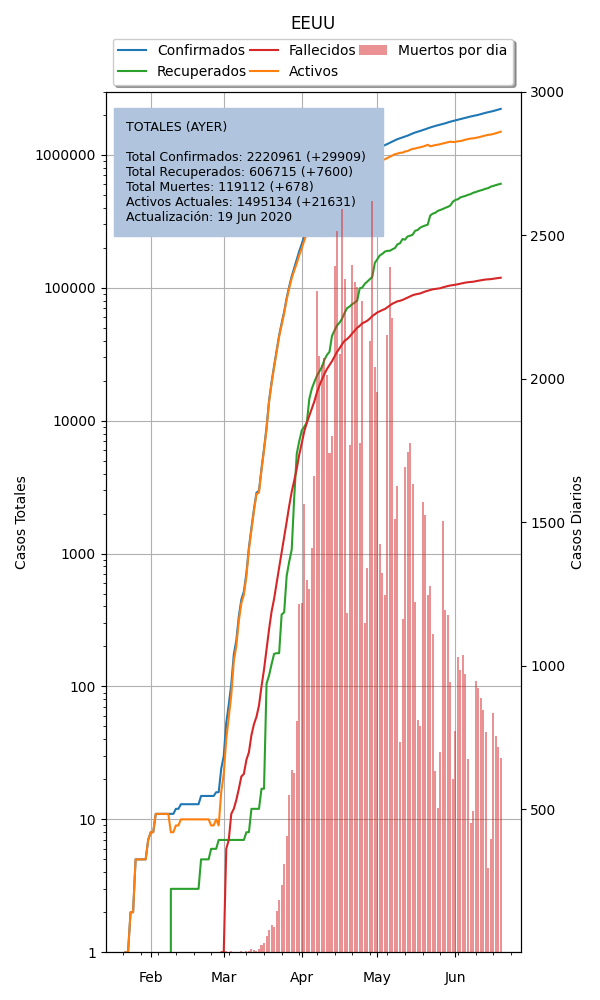 EEUU
Confirmados
Recuperados
Fallecidos
Activos
Muertos por dia
TOTALES (AYER)
Total Confirmados: 2220961 (+29909)
Total Recuperados: 606715 (+7600)
Total Muertes: 119112 (+678)
Activos Actuales: 1495134 (+21631)
Actualización: 19 Jun 2020
Casos Totales
1000000
100000
10000
1000
100
10
1
3000
2500
2000
1500
1000
500
Casos Diarios
Feb
Mar
Apr
May
Jun